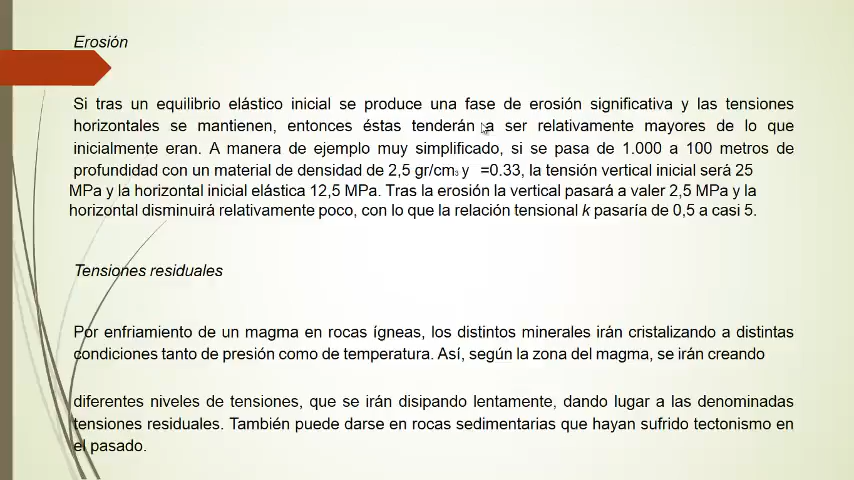 Erosión
Si tras un equilibrio elástico inicial se produce una fase de erosión significativa y las tensiones
horizontales se mantienen, entonces éstas tenderán a ser relativamente mayores de lo que
inicialmente eran. A manera de ejemplo muy simplificado, si se pasa de 1.000 a 100 metros de
profundidad con un material de densidad de 2,5 gr/cm3 y =0.33, la tensión vertical inicial será 25
MPa y la horizontal inicial elástica 12,5 MPa. Tras la erosión la vertical pasará a valer 2,5 MPa y la
horizontal disminuirá relativamente poco, con lo que la relación tensional k pasaría de 0,5 a casi 5.
Tensiones residuales
Por enfriamiento de un magma en rocas ígneas, los distintos minerales irán cristalizando a distintas
condiciones tanto de presión como de temperatura. Así, según la zona del magma, se irán creando
diferentes niveles de tensiones, que se irán disipando lentamente, dando lugar a las denominadas
tensiones residuales. También puede darse en rocas sedimentarias que hayan sufrido tectonismo en
el pasado.